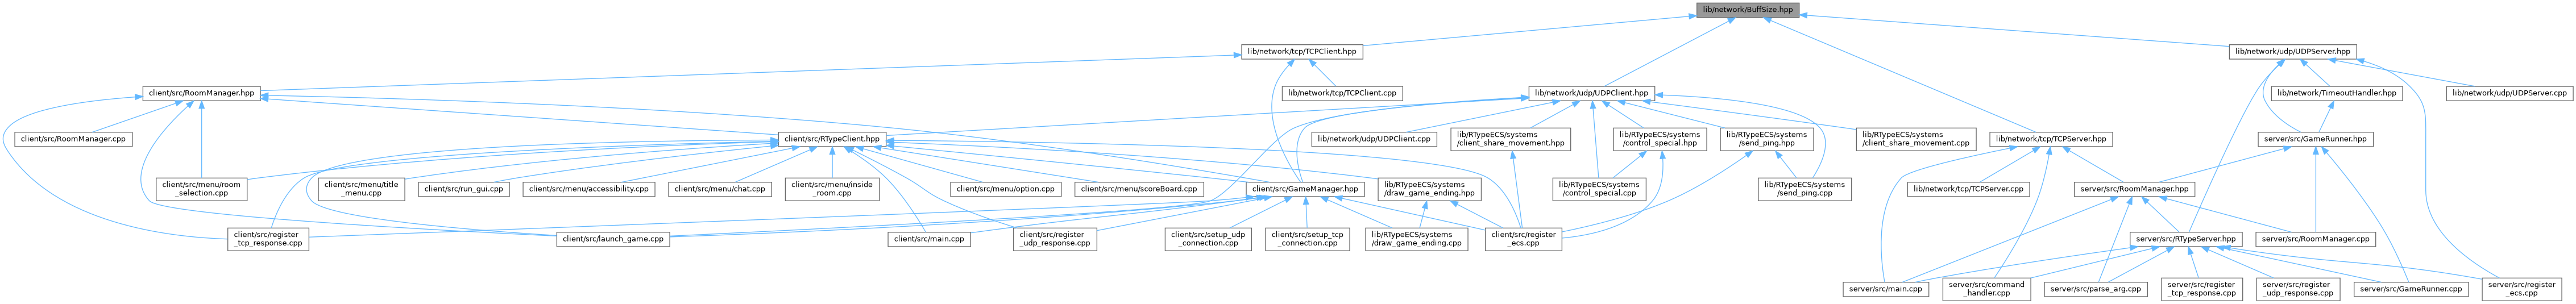 lib/network/BuffSize.hpp
lib/network/tcp/TCPClient.hpp
lib/network/udp/UDPServer.hpp
client/src/RoomManager.hpp
lib/network/tcp/TCPClient.cpp
lib/network/udp/UDPClient.hpp
lib/network/TimeoutHandler.hpp
lib/network/udp/UDPServer.cpp
client/src/RoomManager.cpp
client/src/RTypeClient.hpp
lib/network/udp/UDPClient.cpp
lib/RTypeECS/systems
/client_share_movement.hpp
lib/RTypeECS/systems
/control_special.hpp
lib/RTypeECS/systems
/send_ping.hpp
lib/RTypeECS/systems
/client_share_movement.cpp
lib/network/tcp/TCPServer.hpp
server/src/GameRunner.hpp
client/src/menu/room
_selection.cpp
client/src/menu/title
_menu.cpp
client/src/run_gui.cpp
client/src/menu/accessibility.cpp
client/src/menu/chat.cpp
client/src/menu/inside
_room.cpp
client/src/menu/option.cpp
client/src/menu/scoreBoard.cpp
client/src/GameManager.hpp
lib/RTypeECS/systems
/draw_game_ending.hpp
lib/RTypeECS/systems
/control_special.cpp
lib/RTypeECS/systems
/send_ping.cpp
lib/network/tcp/TCPServer.cpp
server/src/RoomManager.hpp
client/src/register
_tcp_response.cpp
client/src/launch_game.cpp
client/src/main.cpp
client/src/register
_udp_response.cpp
client/src/setup_udp
_connection.cpp
client/src/setup_tcp
_connection.cpp
lib/RTypeECS/systems
/draw_game_ending.cpp
client/src/register
_ecs.cpp
server/src/RTypeServer.hpp
server/src/RoomManager.cpp
server/src/main.cpp
server/src/command
_handler.cpp
server/src/parse_arg.cpp
server/src/register
_tcp_response.cpp
server/src/register
_udp_response.cpp
server/src/GameRunner.cpp
server/src/register
_ecs.cpp